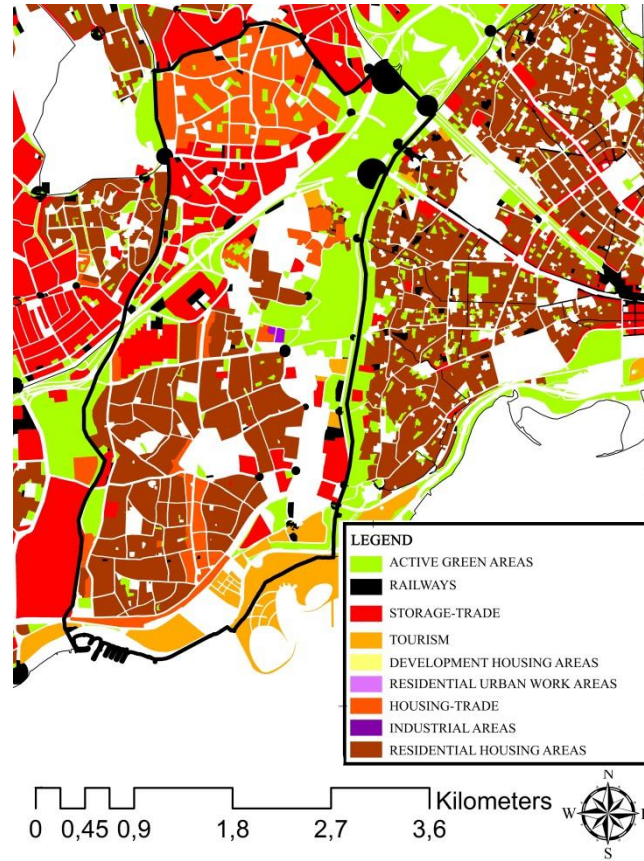 LEGEND
ACTIVE GREEN AREAS
RAILWAYS
STORAGE-TRADE
TOURISM
DEVELOPMENT HOUSING AREAS
RESIDENTIAL URBAN WORK AREAS
HOUSING-TRADE
INDUSTRIAL AREAS
RESIDENTIAL HOUSING AREAS
Kilometers
0 0,45 0,9 1,8 2,7 3,6
N
W E
S